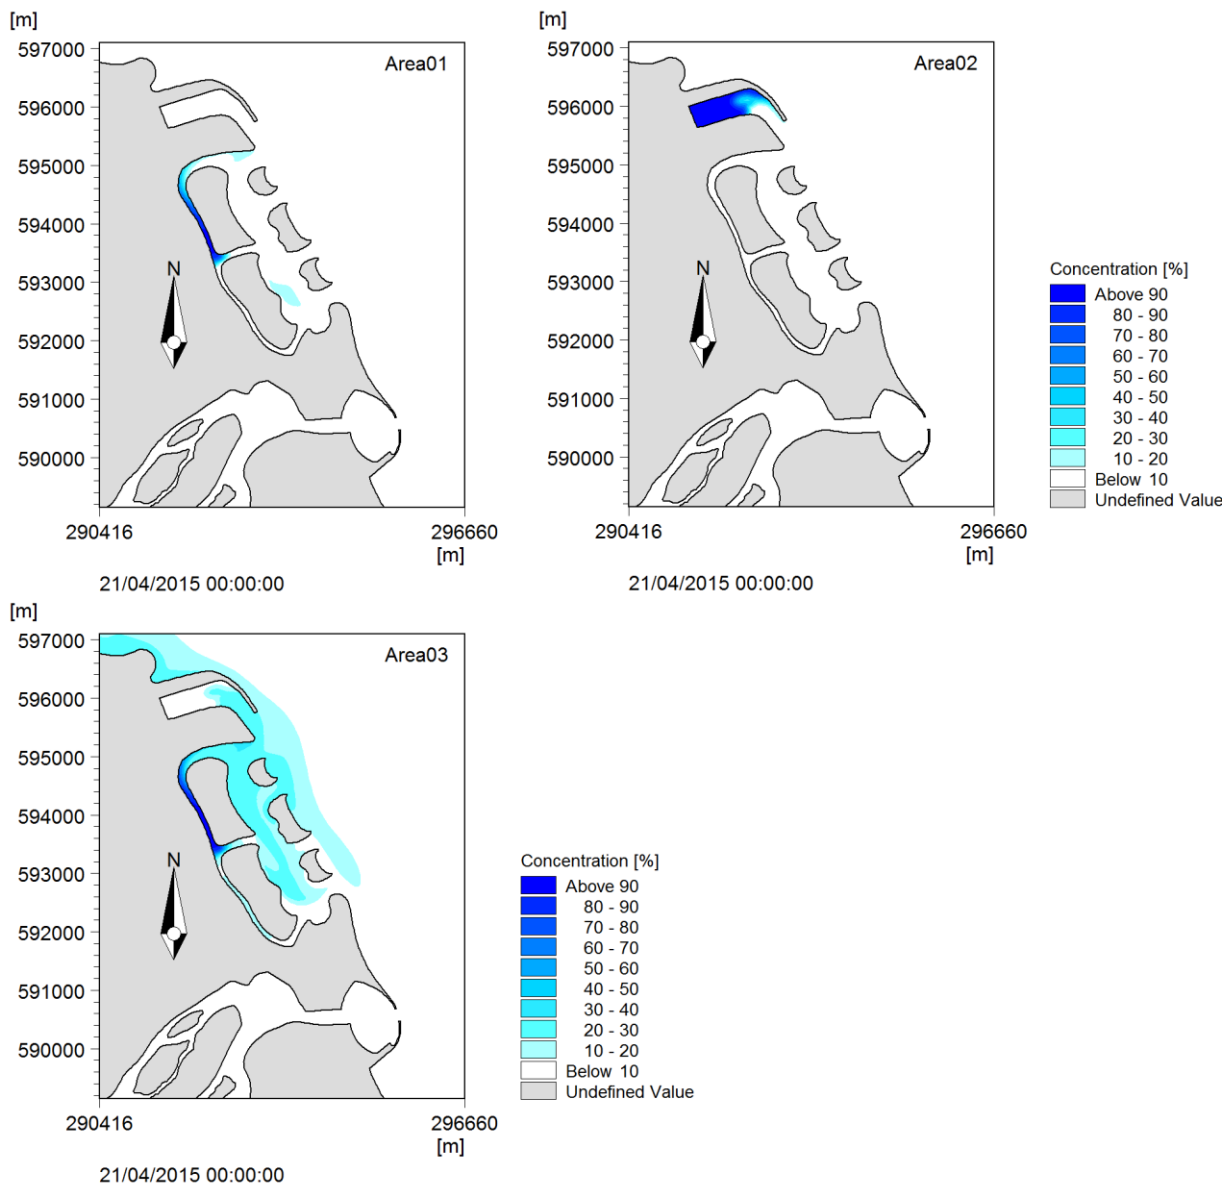 [m]
597000
596000
595000
594000
593000
592000
591000
590000
Area01
N
290416
296660
[m]
21/04/2015 00:00:00
[m]
597000
596000
595000
594000
593000
592000
591000
590000
Area02
N
290416
296660
[m]
21/04/2015 00:00:00
Concentration [%]
Above 90
80 - 90
70 - 80
60 - 70
50 - 60
40 - 50
30 - 40
20 - 30
10 - 20
Below 10
Undefined Value
[m]
597000
596000
595000
594000
593000
592000
591000
590000
Area03
N
290416
296660
[m]
21/04/2015 00:00:00
Concentration [%]
Above 90
80 - 90
70 - 80
60 - 70
50 - 60
40 - 50
30 - 40
20 - 30
10 - 20
Below 10
Undefined Value